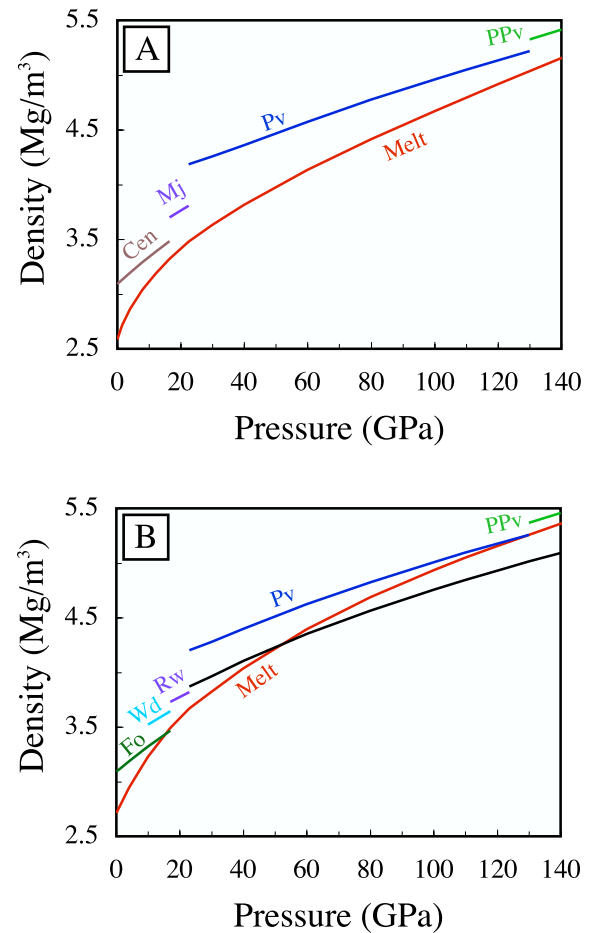 A
5.5
4.5
3.5
2.5
Density (Mg/m³)
PPv
Pv
Melt
Mj
Cen
0 20 40 60 80 100 120 140
Pressure (GPa)
B
5.5
4.5
3.5
2.5
Density (Mg/m³)
PPv
Pv
Rw
Melt
Wd
Fo
0 20 40 60 80 100 120 140
Pressure (GPa)